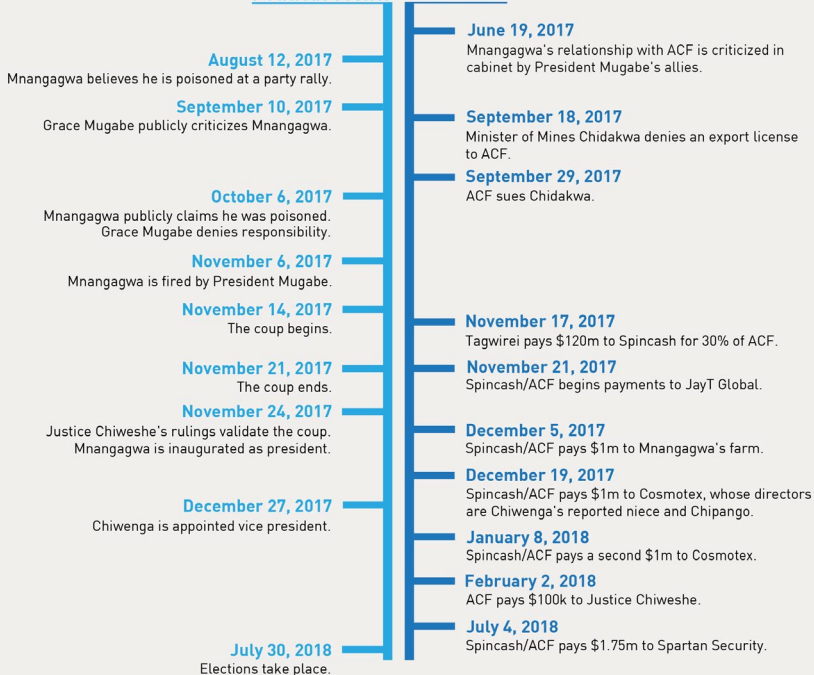 August 12, 2017
Mnangagwa believes he is poisoned at a party rally.
September 10, 2017
Grace Mugabe publicly criticizes Mnangagwa.
October 6, 2017
Mnangagwa publicly claims he was poisoned.
Grace Mugabe denies responsibility.
November 6, 2017
Mnangagwa is fired by President Mugabe.
November 14, 2017
The coup begins.
November 21, 2017
The coup ends.
November 24, 2017
Justice Chiweshe's rulings validate the coup.
Mnangagwa is inaugurated as president.
December 27, 2017
Chiwenga is appointed vice president.
July 30, 2018
Elections take place.
June 19, 2017
Mnangagwa's relationship with ACF is criticized in
cabinet by President Mugabe's allies.
September 18, 2017
Minister of Mines Chidakwa denies an export license
to ACF.
September 29, 2017
ACF sues Chidakwa.
November 17, 2017
Tagwirei pays $120m to Spincash for 30% of ACF.
November 21, 2017
Spincash/ACF begins payments to JayT Global.
December 5, 2017
Spincash/ACF pays $1m to Mnangagwa's farm.
December 19, 2017
Spincash/ACF pays $1m to Cosmotex, whose directors
are Chiwenga's reported niece and Chipango.
January 8, 2018
Spincash/ACF pays a second $1m to Cosmotex.
February 2, 2018
ACF pays $100k to Justice Chiweshe.
July 4, 2018
Spincash/ACF pays $1.75m to Spartan Security.